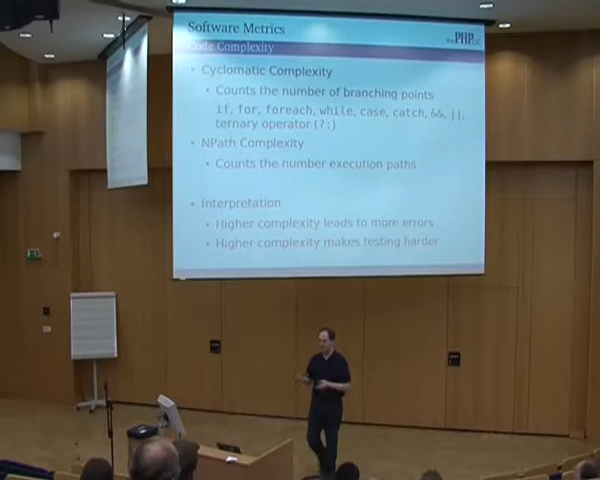 Software Metrics
thePHP.cc
Code Complexity
• Cyclomatic Complexity
• Counts the number of branching points
if, for, foreach, while, case, catch, &&, ||,
ternary operator (?:)
• NPath Complexity
• Counts the number execution paths
• Interpretation
• Higher complexity leads to more errors
• Higher complexity makes testing harder